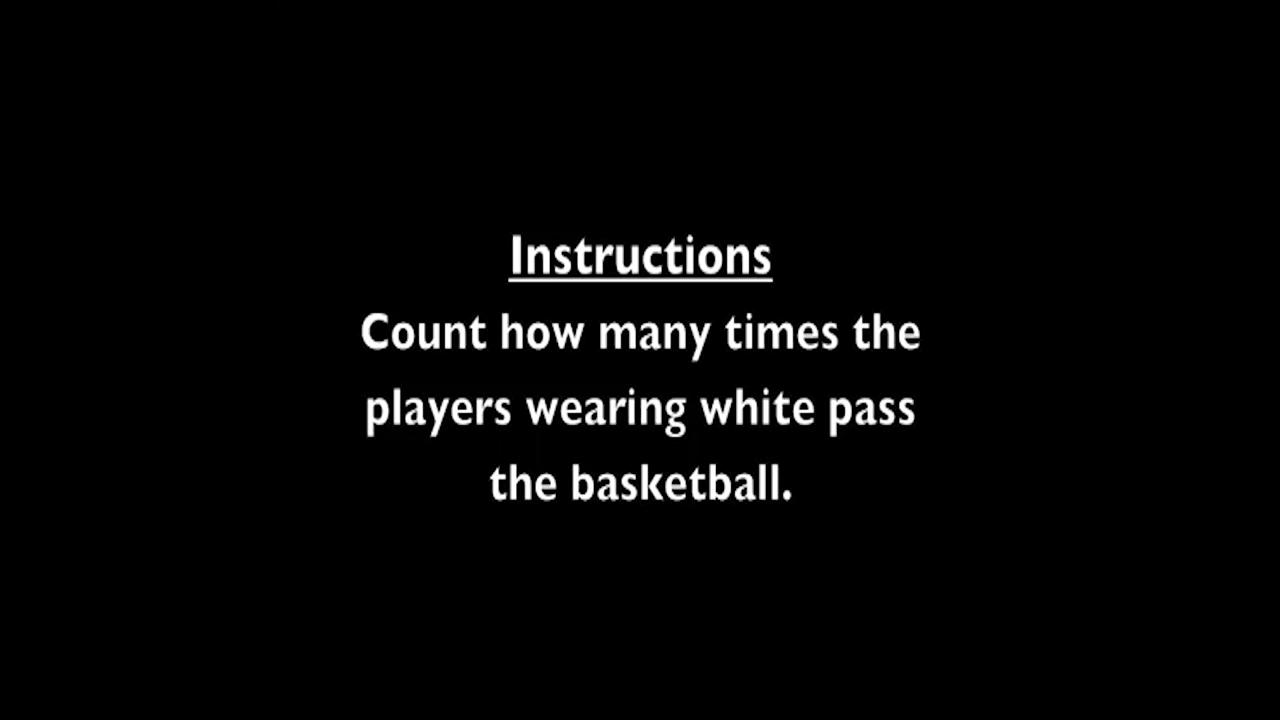 Instructions
Count how many times the
players wearing white pass
the basketball.